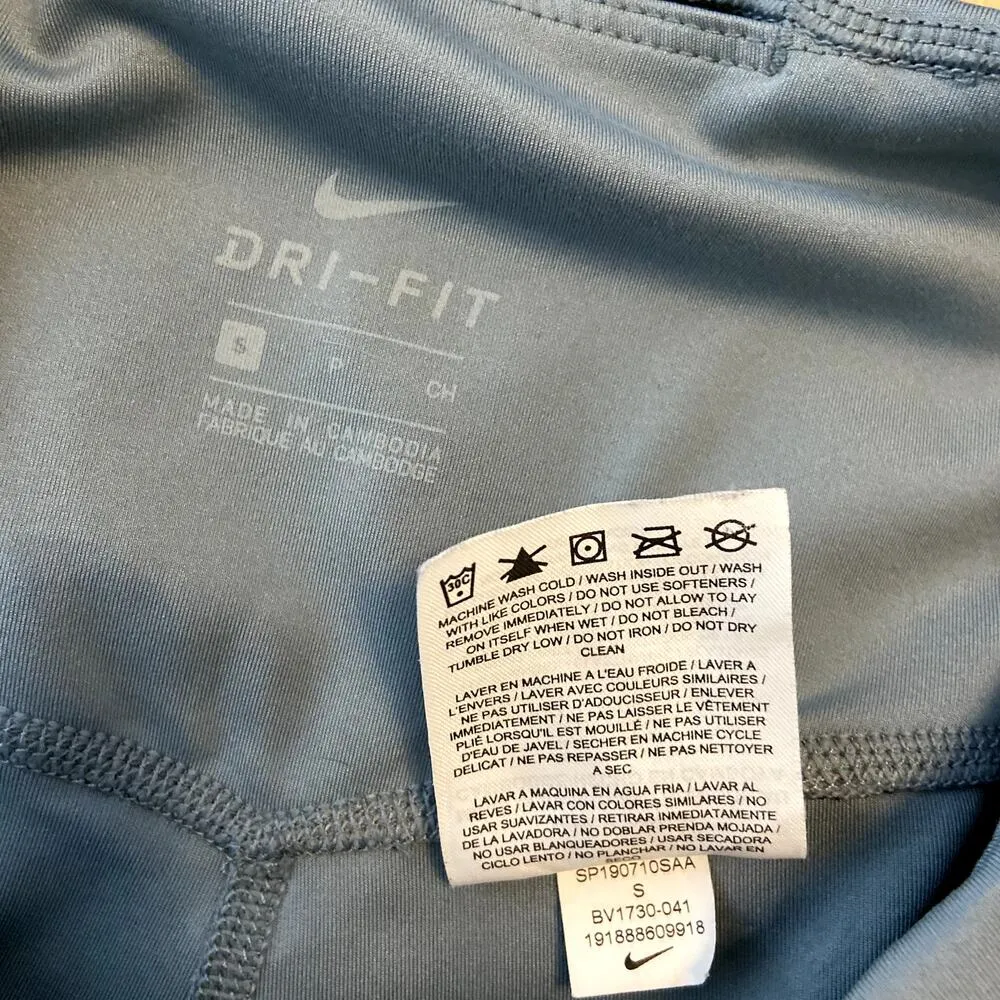 DRI-FIT
S P CH
MADE IN CAMBODIA
FABRIQUE AU CAMBODGE
30C
MACHINE WASH COLD / WASH INSIDE OUT / WASH
WITH LIKE COLORS / DO NOT USE SOFTENERS /
REMOVE IMMEDIATELY / DO NOT ALLOW TO LAY
ON ITSELF WHEN WET / DO NOT BLEACH /
TUMBLE DRY LOW / DO NOT IRON / DO NOT DRY
CLEAN
LAVER EN MACHINE A L'EAU FROIDE / LAVER A
L'ENVERS / LAVER AVEC COULEURS SIMILAIRES /
NE PAS UTILISER D'ADOUCISSEUR / ENLEVER
IMMEDIATEMENT / NE PAS LAISSER LE VÊTEMENT
PLIÉ LORSQU'IL EST MOUILLÉ / NE PAS UTILISER
D'EAU DE JAVEL / SECHER EN MACHINE CYCLE
DELICAT / NE PAS REPASSER / NE PAS NETTOYER
A SEC
LAVAR A MAQUINA EN AGUA FRIA / LAVAR AL
REVES / LAVAR CON COLORES SIMILARES / NO
USAR SUAVIZANTES / RETIRAR INMEDIATAMENTE
DE LA LAVADORA / NO DOBLAR PRENDA MOJADA /
NO USAR BLANQUEADORES / USAR SECADORA
CICLO LENTO / NO PLANCHAR / NO LAVAR EN
SECO
SP190710SAA
S
BV1730-041
191888609918